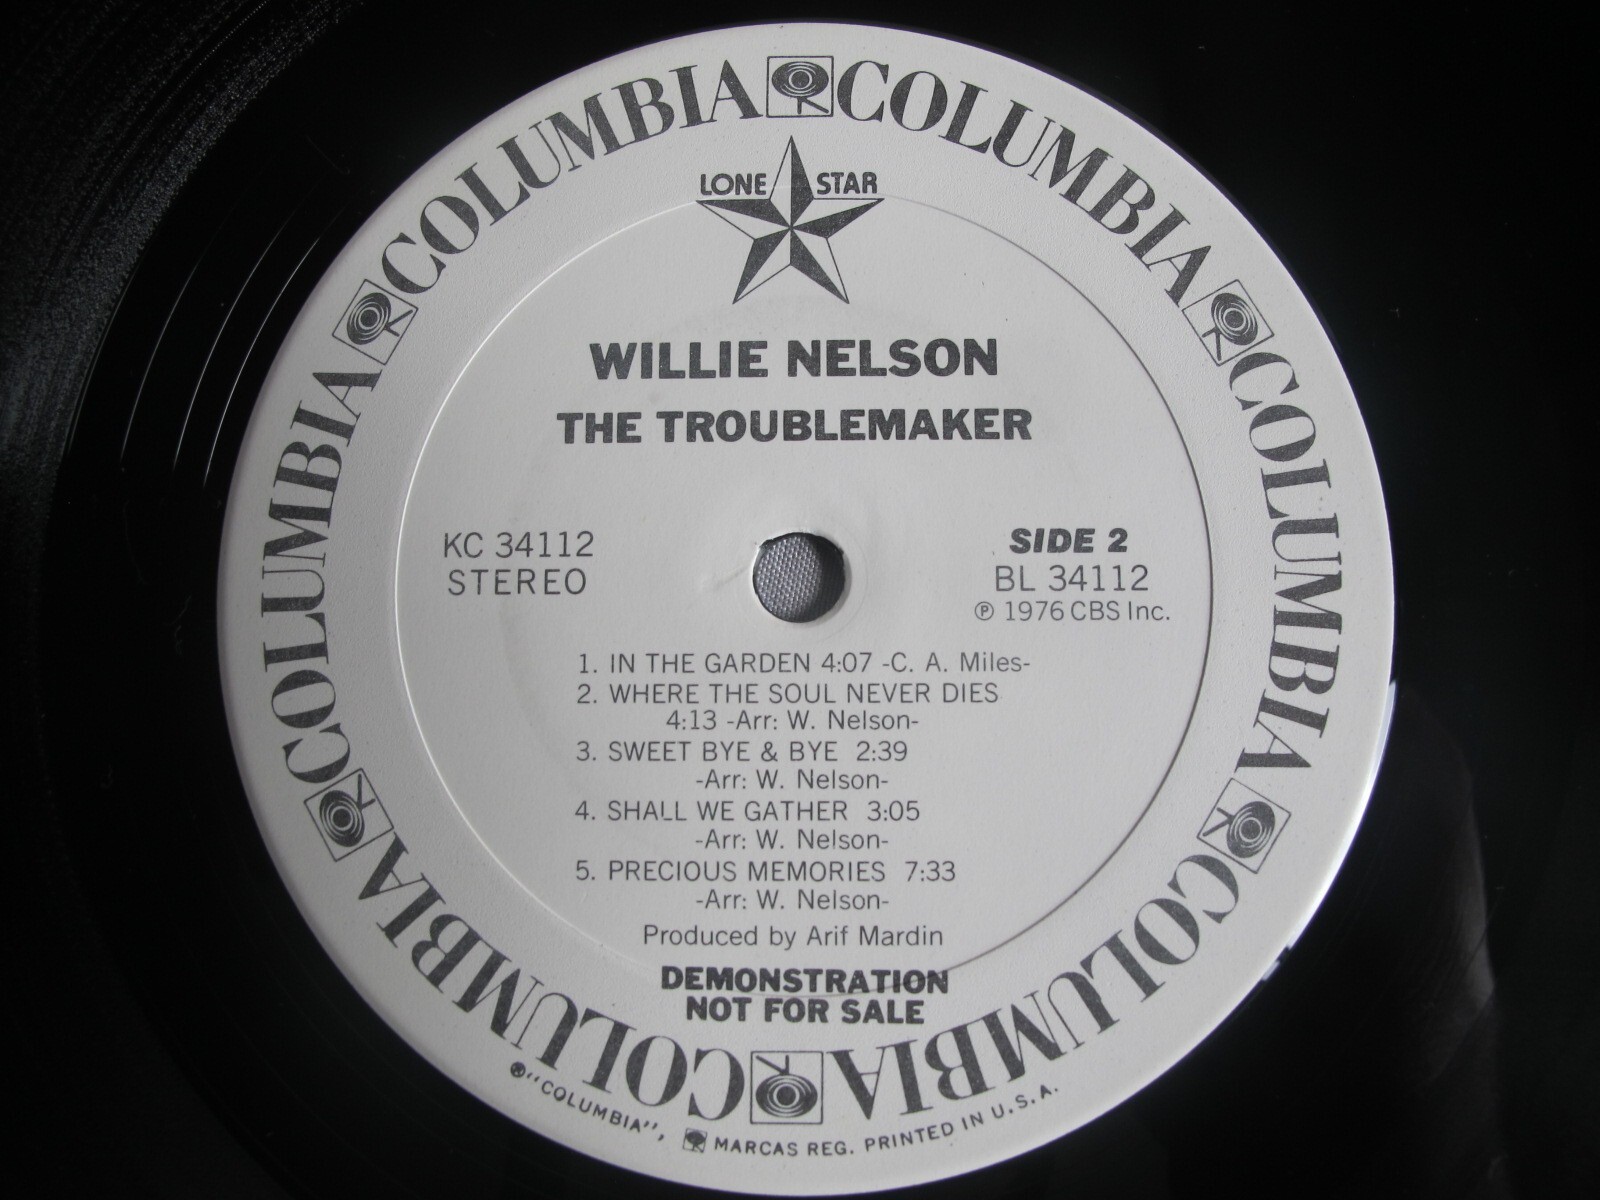 COLUMBIA COLUMBIA COLUMBIA COLUMBIA COLUMBIA COLUMBIA
LONE STAR
WILLIE NELSON
THE TROUBLEMAKER
KC 34112
STEREO
SIDE 2
BL 34112
℗ 1976 CBS Inc.
1. IN THE GARDEN 4:07 -C. A. Miles-
2. WHERE THE SOUL NEVER DIES
4:13 -Arr: W. Nelson-
3. SWEET BYE & BYE 2:39
-Arr: W. Nelson-
4. SHALL WE GATHER 3:05
-Arr: W. Nelson-
5. PRECIOUS MEMORIES 7:33
-Arr: W. Nelson-
Produced by Arif Mardin
DEMONSTRATION
NOT FOR SALE
®"COLUMBIA", MARCAS REG. PRINTED IN U.S.A.